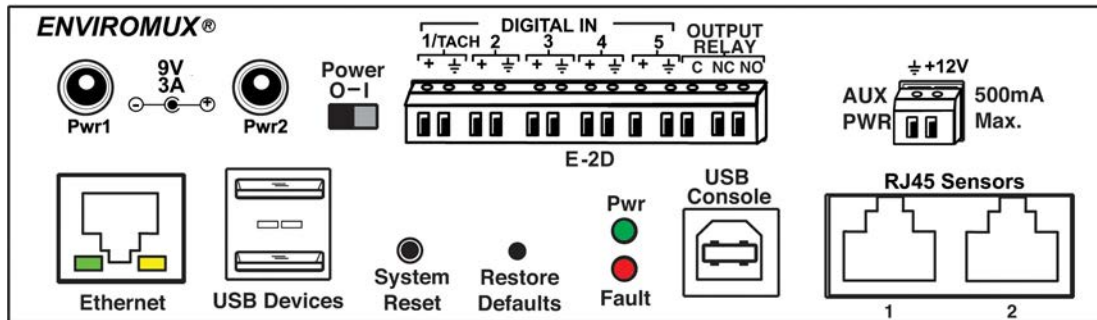 ENVIROMUX®
DIGITAL IN
1/TACH 2 3 4 5
OUTPUT
RELAY
+ ⏚ + ⏚ + ⏚ + ⏚ + ⏚ C NC NO
9V
3A
- +
Pwr1
Pwr2
Power
O-I
E-2D
⏚ +12V
AUX
PWR
500mA
Max.
Ethernet
USB Devices
System
Reset
Restore
Defaults
Pwr
Fault
USB
Console
RJ45 Sensors
1 2